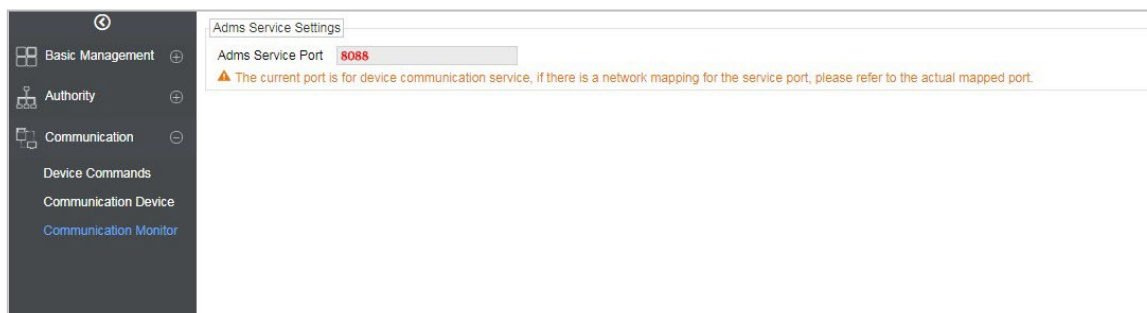 Basic Management
Authority
Communication
Device Commands
Communication Device
Communication Monitor
Adms Service Settings
Adms Service Port 8088
The current port is for device communication service, if there is a network mapping for the service port, please refer to the actual mapped port.